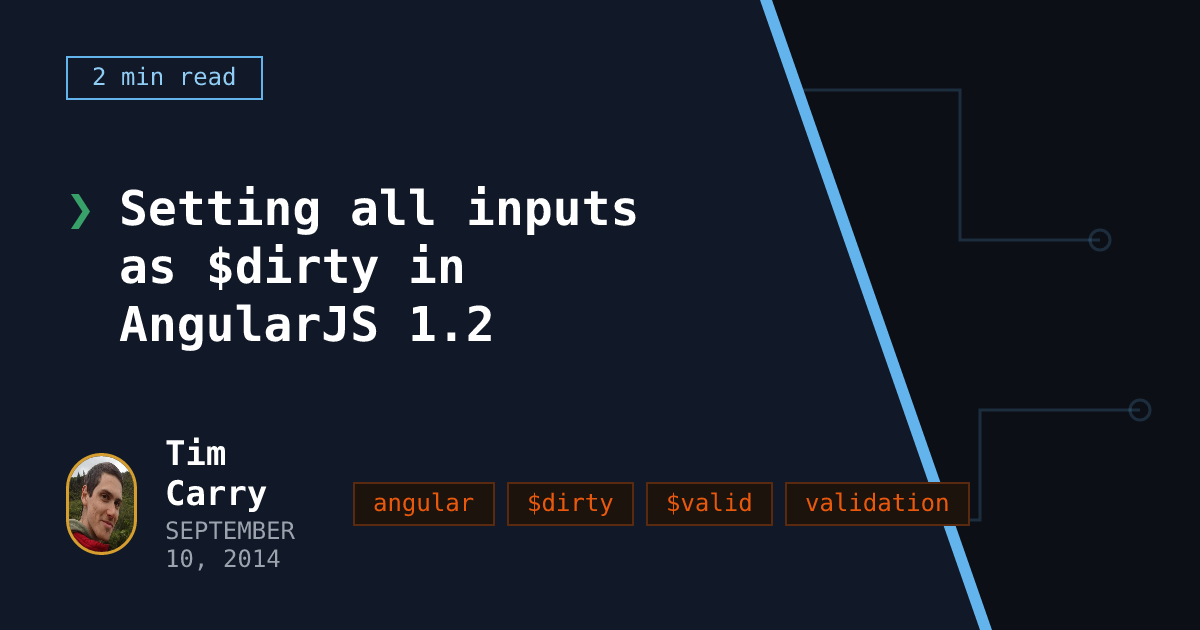 2 min read
❯ Setting all inputs
as $dirty in
AngularJS 1.2
Tim
Carry
SEPTEMBER
10, 2014
angular
$dirty
$valid
validation